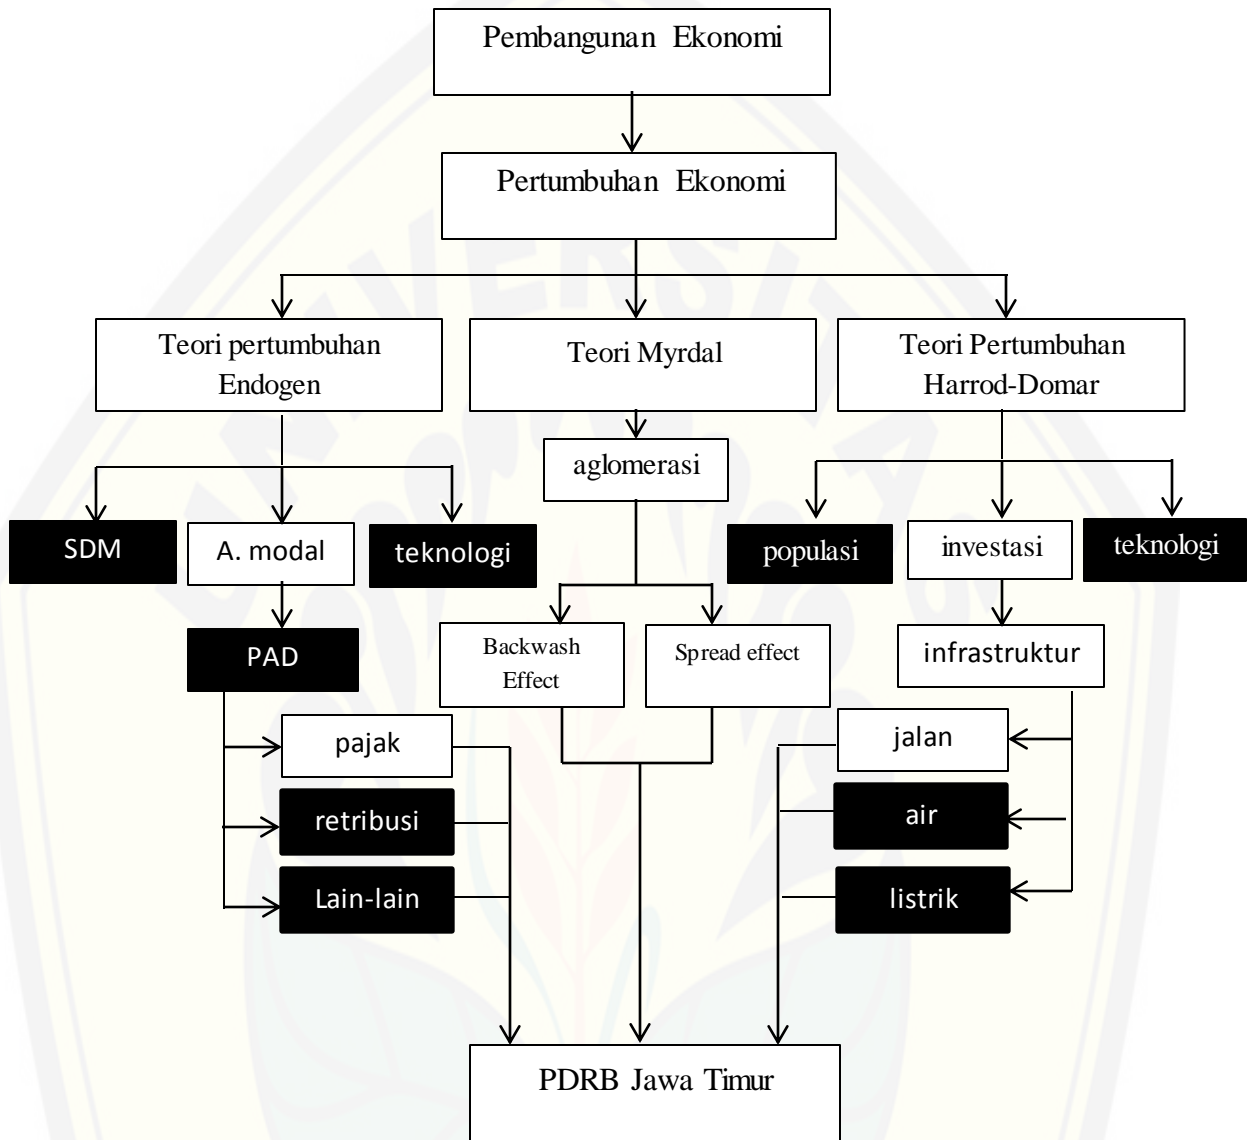 Pembangunan Ekonomi
Pertumbuhan Ekonomi
Teori pertumbuhan
Endogen
Teori Myrdal
Teori Pertumbuhan
Harrod-Domar
aglomerasi
SDM
A. modal
teknologi
populasi
investasi
teknologi
PAD
Backwash
Effect
Spread effect
infrastruktur
pajak
jalan
retribusi
air
Lain-lain
listrik
PDRB Jawa Timur
UNIVERSITAS